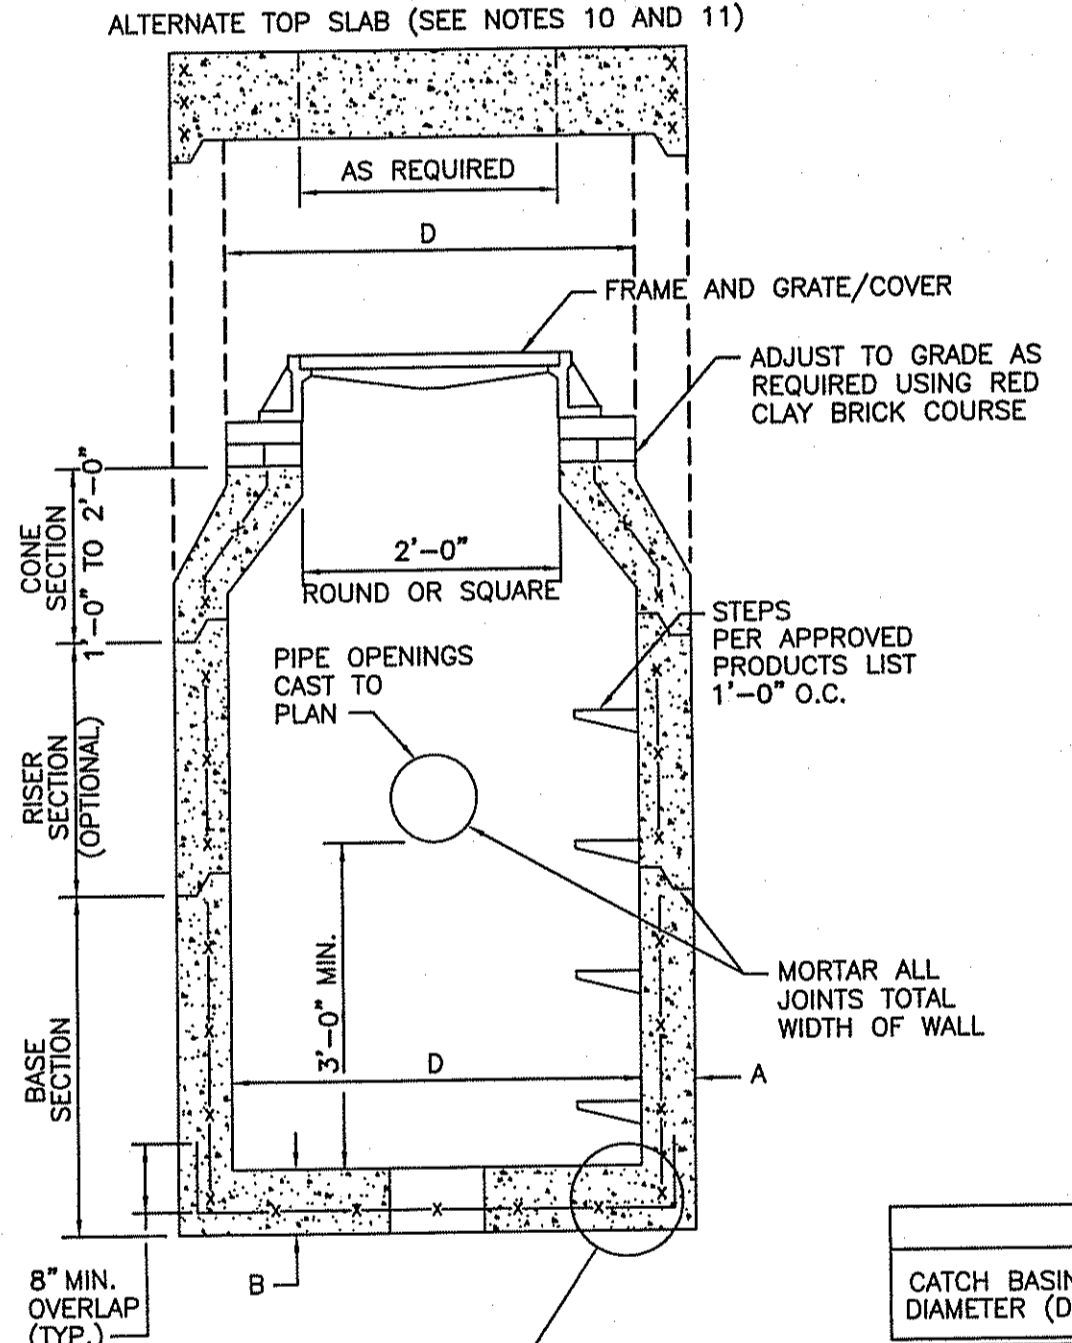 ALTERNATE TOP SLAB (SEE NOTES 10 AND 11)
AS REQUIRED
D
FRAME AND GRATE/COVER
ADJUST TO GRADE AS
REQUIRED USING RED
CLAY BRICK COURSE
CONE
SECTION
1'-0" TO 2'-0"
2'-0"
ROUND OR SQUARE
STEPS
PER APPROVED
PRODUCTS LIST
1'-0" O.C.
PIPE OPENINGS
CAST TO
PLAN
RISER
SECTION
(OPTIONAL)
3'-0" MIN.
MORTAR ALL
JOINTS TOTAL
WIDTH OF WALL
BASE
SECTION
D
A
B
8" MIN.
OVERLAP
(TYP.)
CATCH BASIN
DIAMETER (D